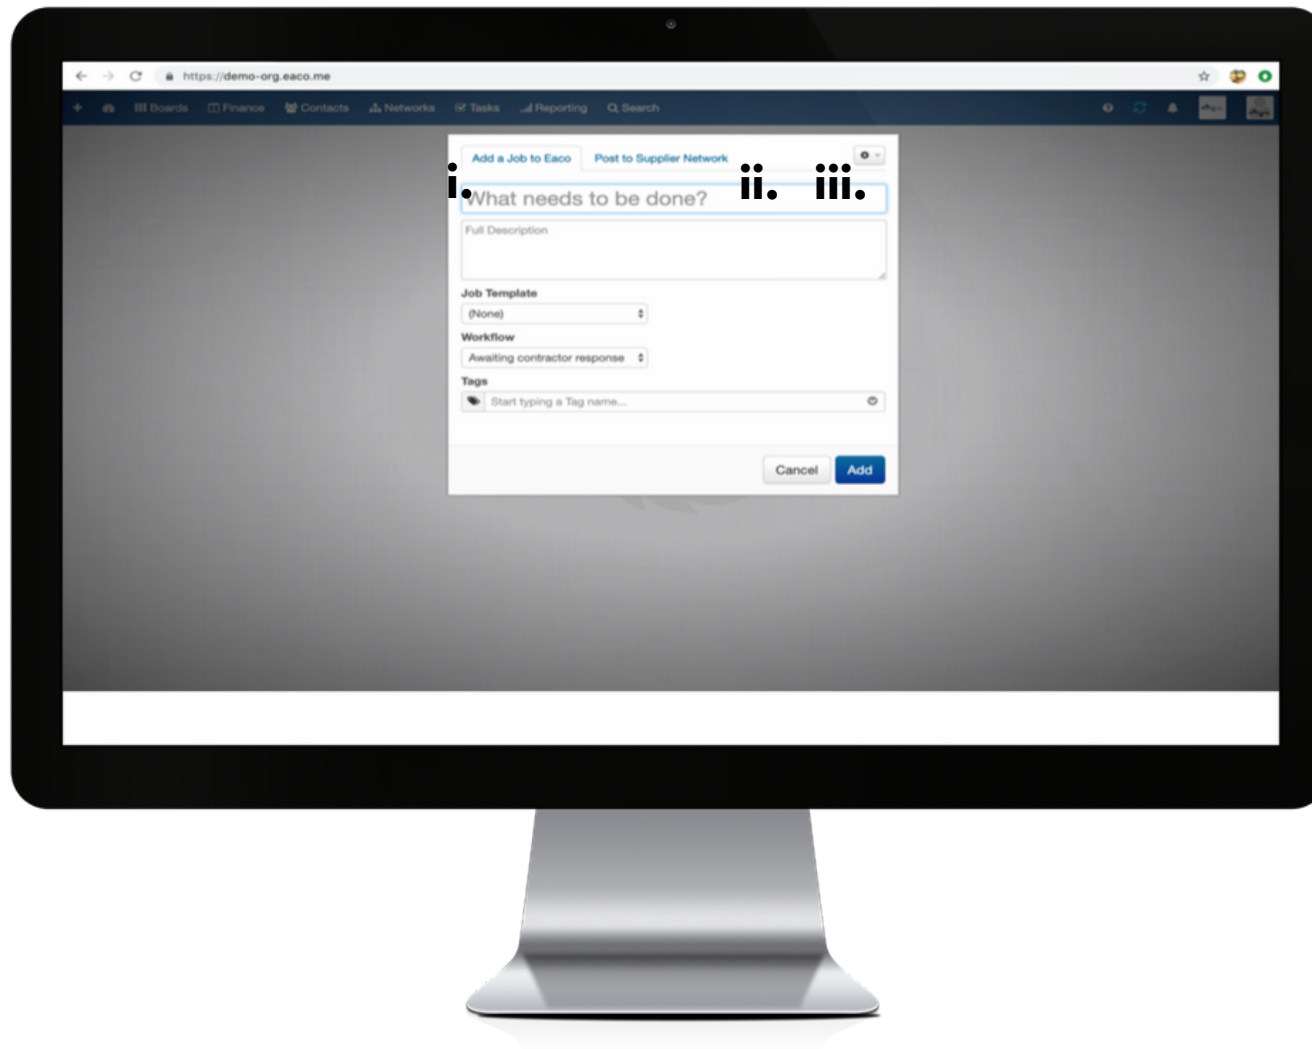 https://demo-org.eaco.me
Boards Finance Contacts Networks Tasks Reporting Search
Add a Job to Eaco Post to Supplier Network
i. ii. iii.
What needs to be done?
Full Description
Job Template
(None)
Workflow
Awaiting contractor response
Tags
Start typing a Tag name...
Cancel Add